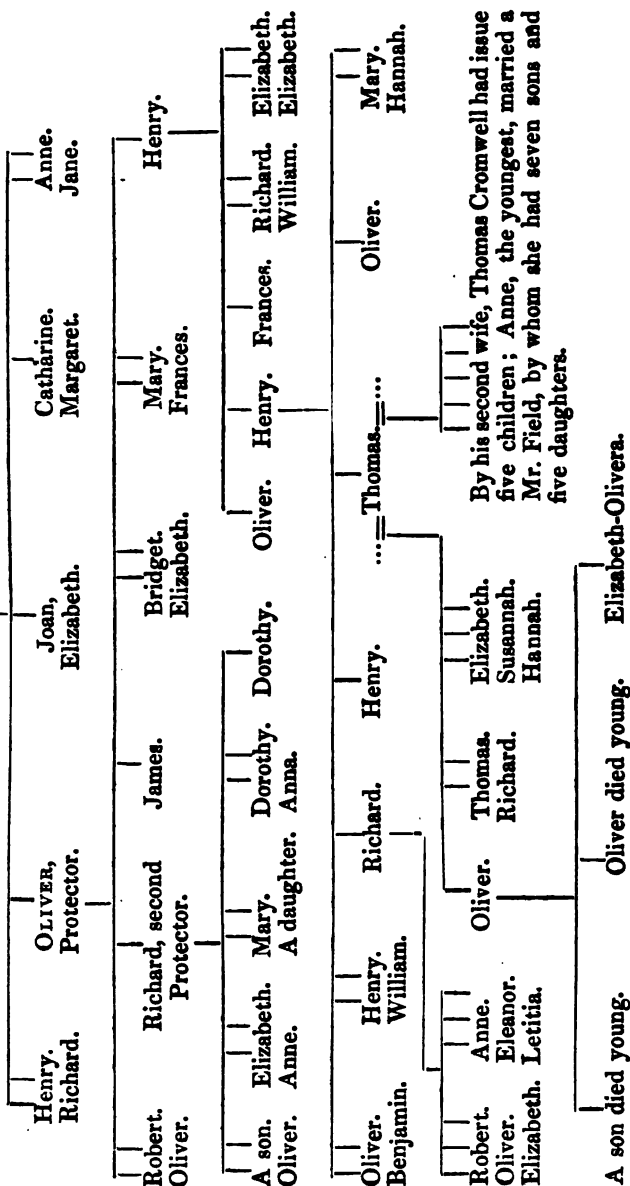 Henry. OLIVER, Joan, Catharine. Anne.
Richard. Protector. Elizabeth. Margaret. Jane.
Robert. Richard, second James. Bridget. Mary. Henry.
Oliver. Protector. Elizabeth. Frances.
A son. Elizabeth. Mary. Dorothy. Dorothy. Oliver. Henry. Frances. Richard. Elizabeth.
Oliver. Anne. A daughter. Anna. William. Elizabeth.
Oliver. Henry. Richard. Henry. ...=Thomas.=... Oliver. Mary.
Benjamin. William. Hannah.
Robert. Anne. Oliver. Thomas. Elizabeth. By his second wife, Thomas Cromwell had issue
Oliver. Eleanor. Richard. Susannah. five children; Anne, the youngest, married a
Elizabeth. Letitia. Hannah. Mr. Field, by whom she had seven sons and
five daughters.
A son died young. Oliver died young. Elizabeth-Olivera.